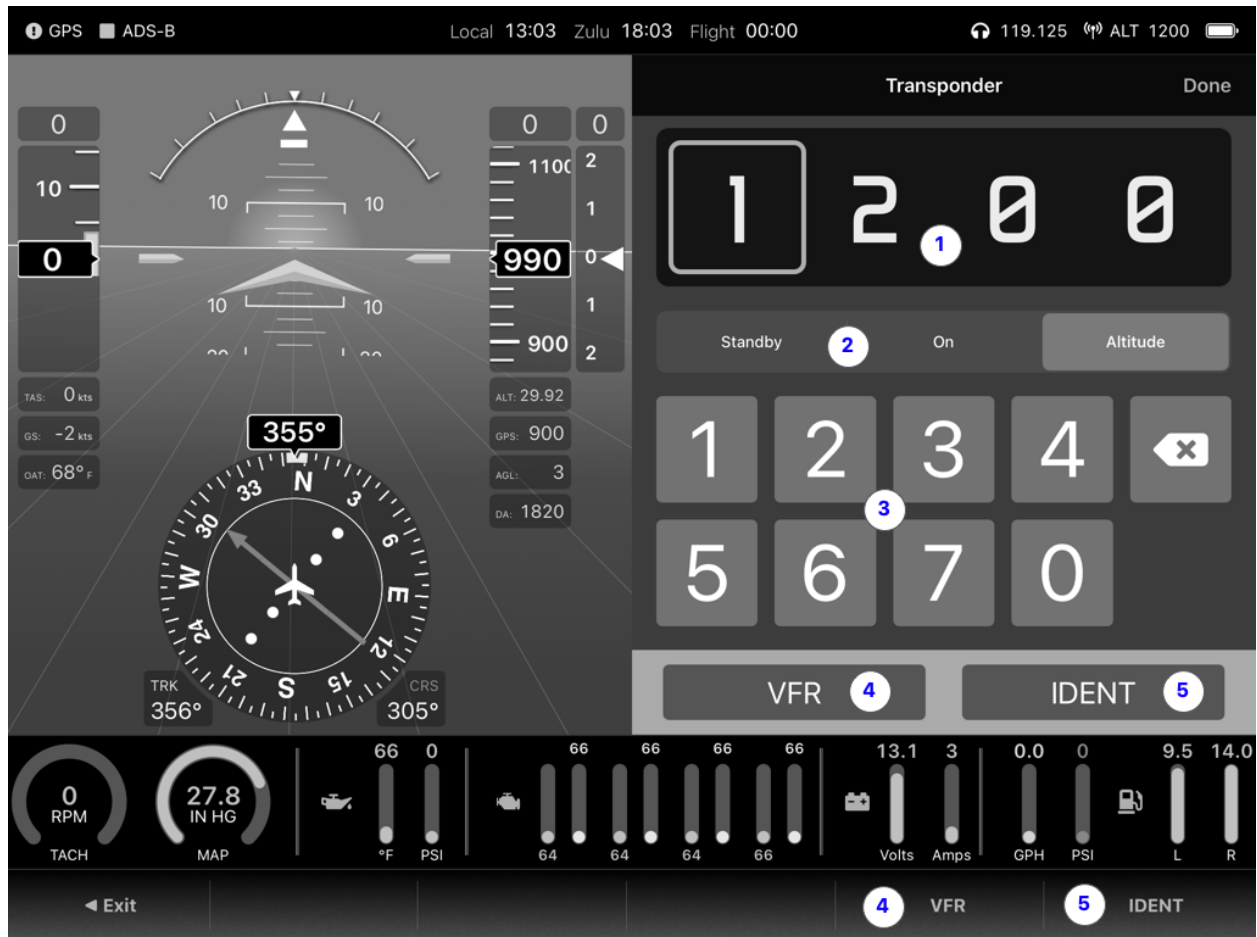 GPS ADS-B Local 13:03 Zulu 18:03 Flight 00:00 119.125 ALT 1200
Transponder Done
0 0 0
10
0
1100
990
900
2
1
0
1
2
10 10
10 10
20 20
TAS: 0 kts
GS: -2 kts
OAT: 68° F
ALT: 29.92
GPS: 900
AGL: 3
DA: 1820
355°
N 3 6 E 12 15 S 21 24 W 30 33
TRK
356°
CRS
305°
1 2 0 0
1
Standby 2 On Altitude
1 2 3 4
3
5 6 7 0
VFR 4 IDENT 5
0
RPM
TACH
27.8
IN HG
MAP
66 0
°F PSI
66 66 66 66
64 64 64 66
13.1 3
Volts Amps
0.0 0
GPH PSI
9.5 14.0
L R
Exit 4 VFR 5 IDENT